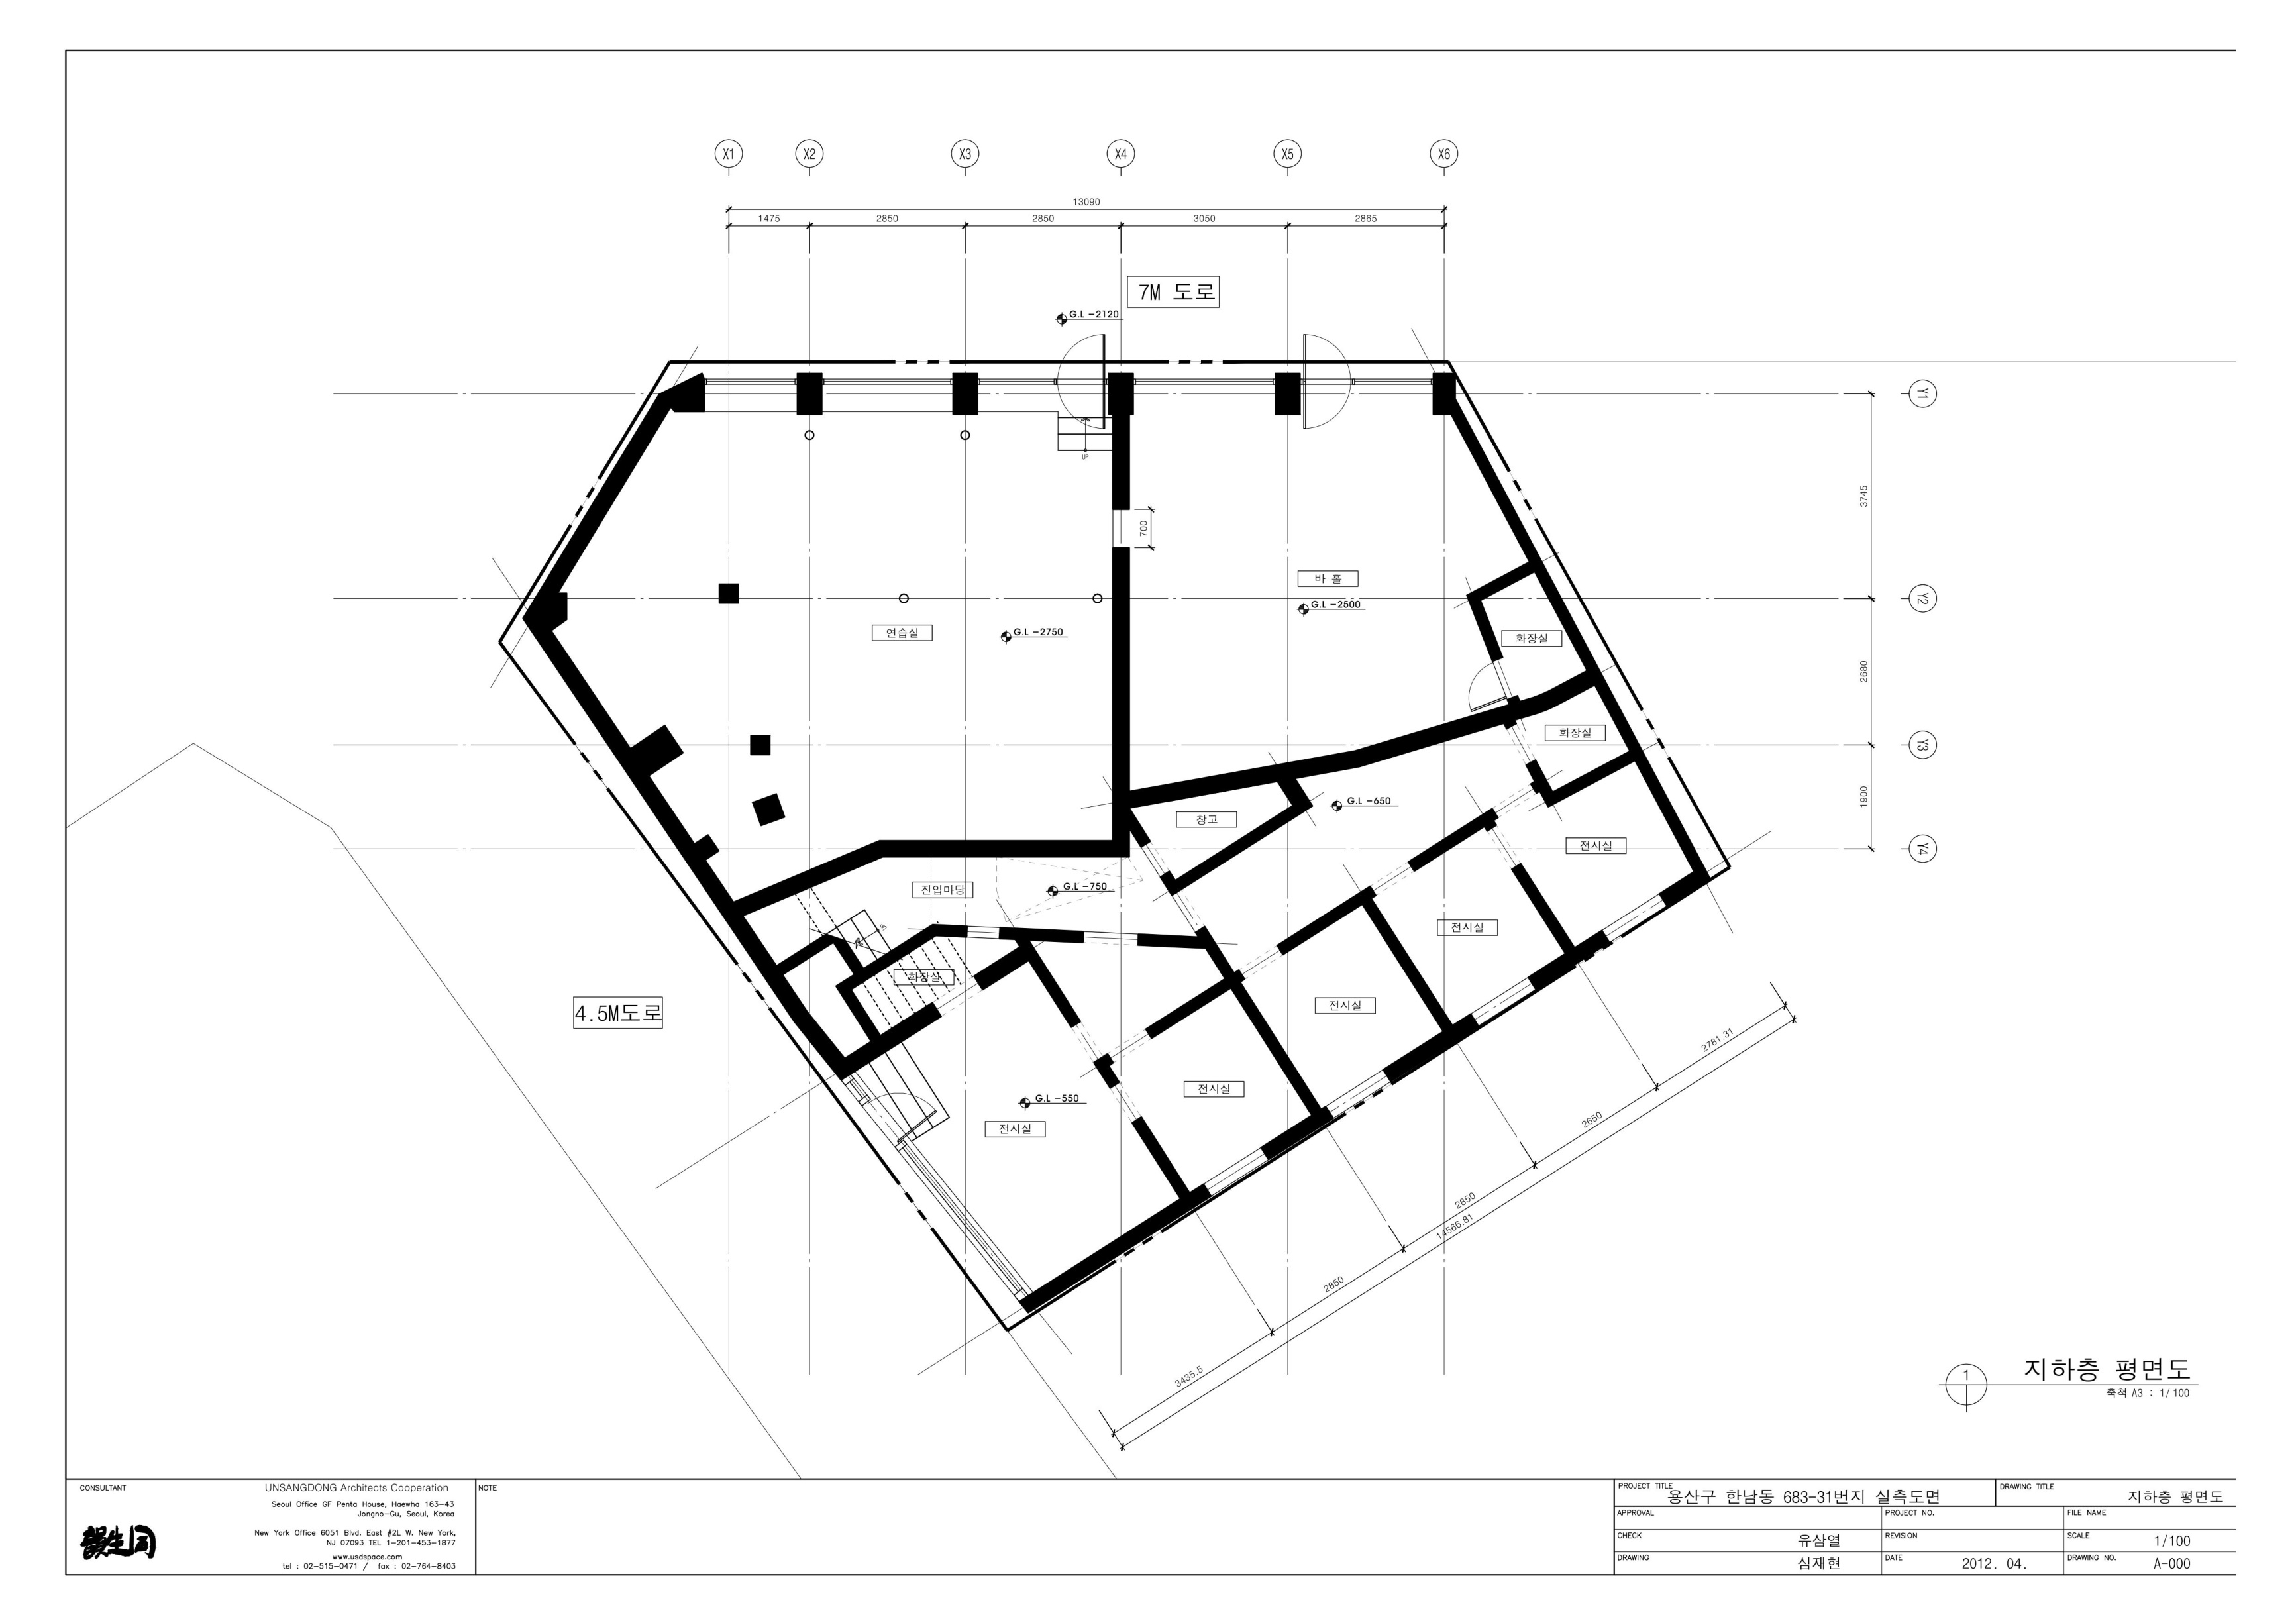 X1
X2
X3
X4
X5
X6
13090
1475
2850
2850
3050
2865
7M 도로
G.L -2120
Y1
UP
3745
700
바 홀
G.L -2500
Y2
연습실
G.L -2750
화장실
2680
화장실
Y3
G.L -650
1900
창고
전시실
Y4
진입마당
G.L -750
전시실
화장실
4.5M도로
전시실
2781.31
전시실
G.L -550
전시실
2650
2850
14566.81
2850
3435.5
1
지하층 평면도
축척 A3 : 1/ 100
CONSULTANT
UNSANGDONG Architects Cooperation
Seoul Office GF Penta House, Haewha 163-43
Jongno-Gu, Seoul, Korea
New York Office 6051 Blvd. East #2L W. New York,
NJ 07093 TEL 1-201-453-1877
www.usdspace.com
tel : 02-515-0471 / fax : 02-764-8403
NOTE
PROJECT TITLE
용산구 한남동 683-31번지 실측도면
DRAWING TITLE
지하층 평면도
APPROVAL
PROJECT NO.
FILE NAME
CHECK
유삼열
REVISION
SCALE
1/100
DRAWING
심재현
DATE
2012. 04.
DRAWING NO.
A-000